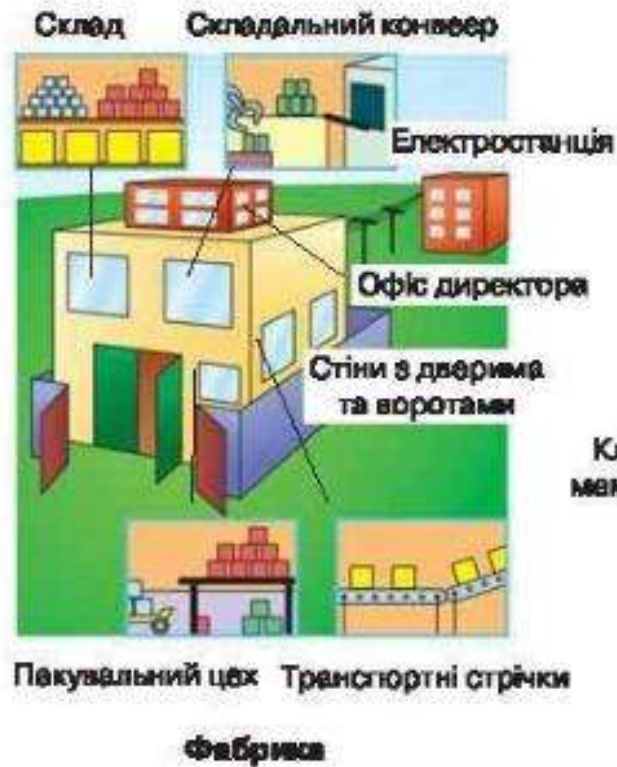 Склад Складальний конвеєр
Електростанція
Офіс директора
Стіни з дверима
та воротами
Пакувальний цех Транспортні стрічки
Фабрика